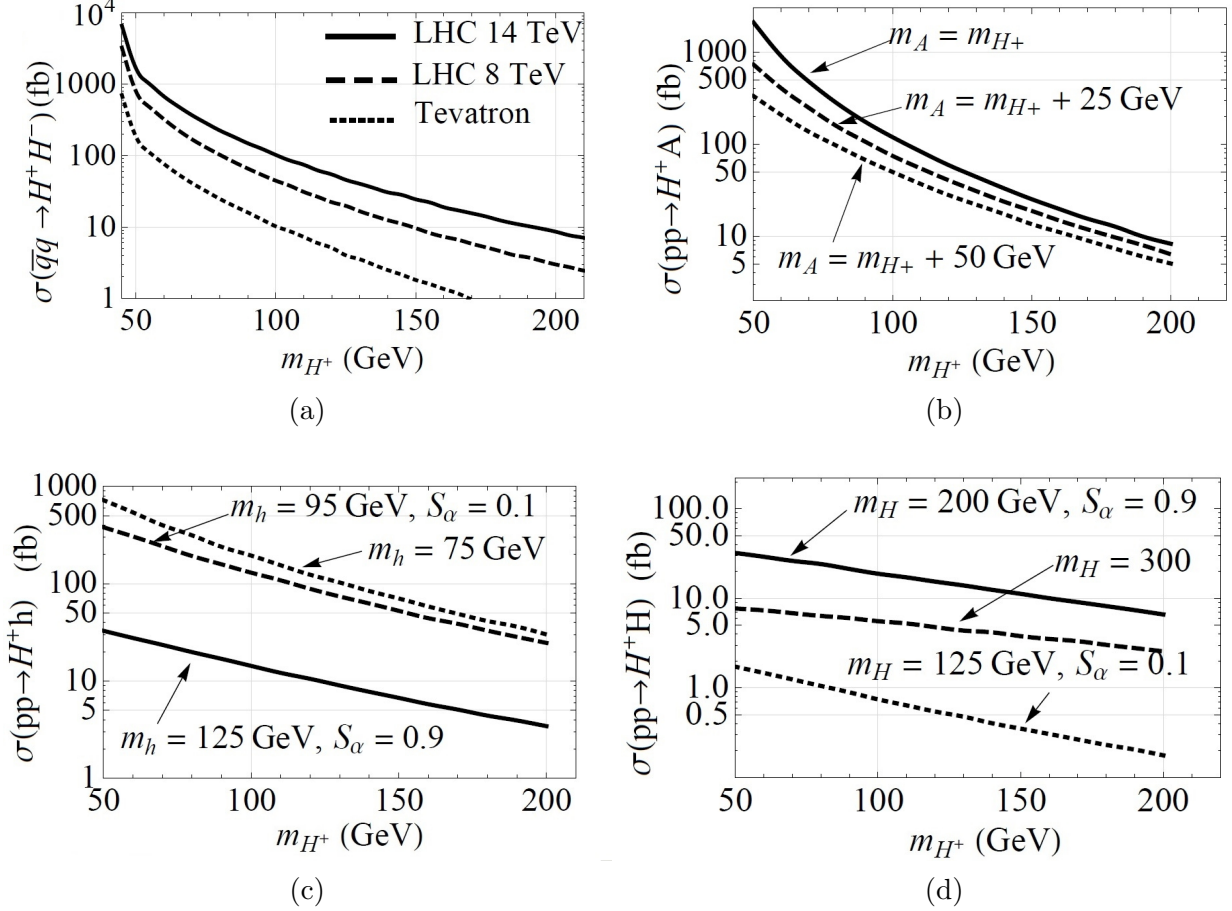 σ(q̄q → H⁺H⁻) (fb)
10⁴
1000
100
10
1
LHC 14 TeV
LHC 8 TeV
Tevatron
50 100 150 200
m_{H⁺} (GeV)
(a)
σ(pp→H⁺A) (fb)
1000
500
100
50
10
5
m_A = m_{H+}
m_A = m_{H+} + 25 GeV
m_A = m_{H+} + 50 GeV
50 100 150 200
m_{H⁺} (GeV)
(b)
σ(pp→H⁺h) (fb)
1000
500
100
50
10
5
1
m_h = 95 GeV, S_α = 0.1
m_h = 75 GeV
m_h = 125 GeV, S_α = 0.9
50 100 150 200
m_{H⁺} (GeV)
(c)
σ(pp→H⁺H) (fb)
100.0
50.0
10.0
5.0
1.0
0.5
m_H = 200 GeV, S_α = 0.9
m_H = 300
m_H = 125 GeV, S_α = 0.1
50 100 150 200
m_{H⁺} (GeV)
(d)